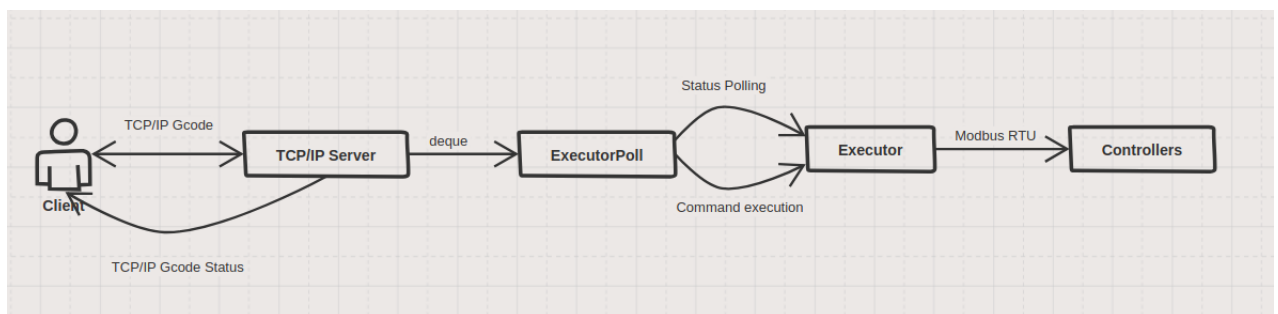 Status Polling
TCP/IP Gcode
deque
Modbus RTU
TCP/IP Server
ExecutorPoll
Executor
Controllers
Client
Command execution
TCP/IP Gcode Status